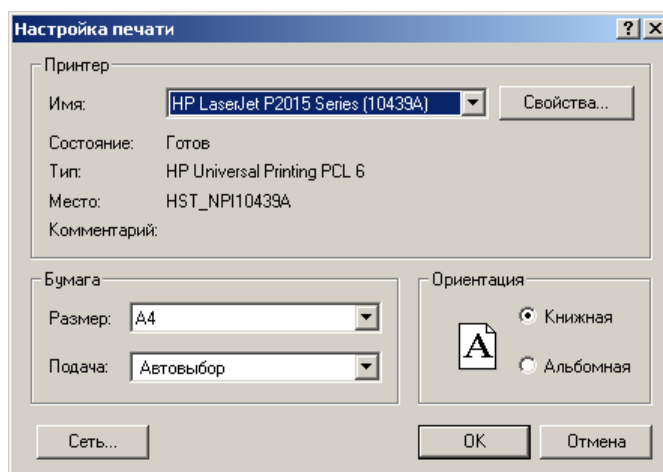 Настройка печати
Принтер
Имя: HP LaserJet P2015 Series (10439A) Свойства...
Состояние: Готов
Тип: HP Universal Printing PCL 6
Место: HST_NPI10439A
Комментарий:
Бумага
Размер: A4
Подача: Автовыбор
Ориентация
A
Книжная
Альбомная
Сеть... OK Отмена